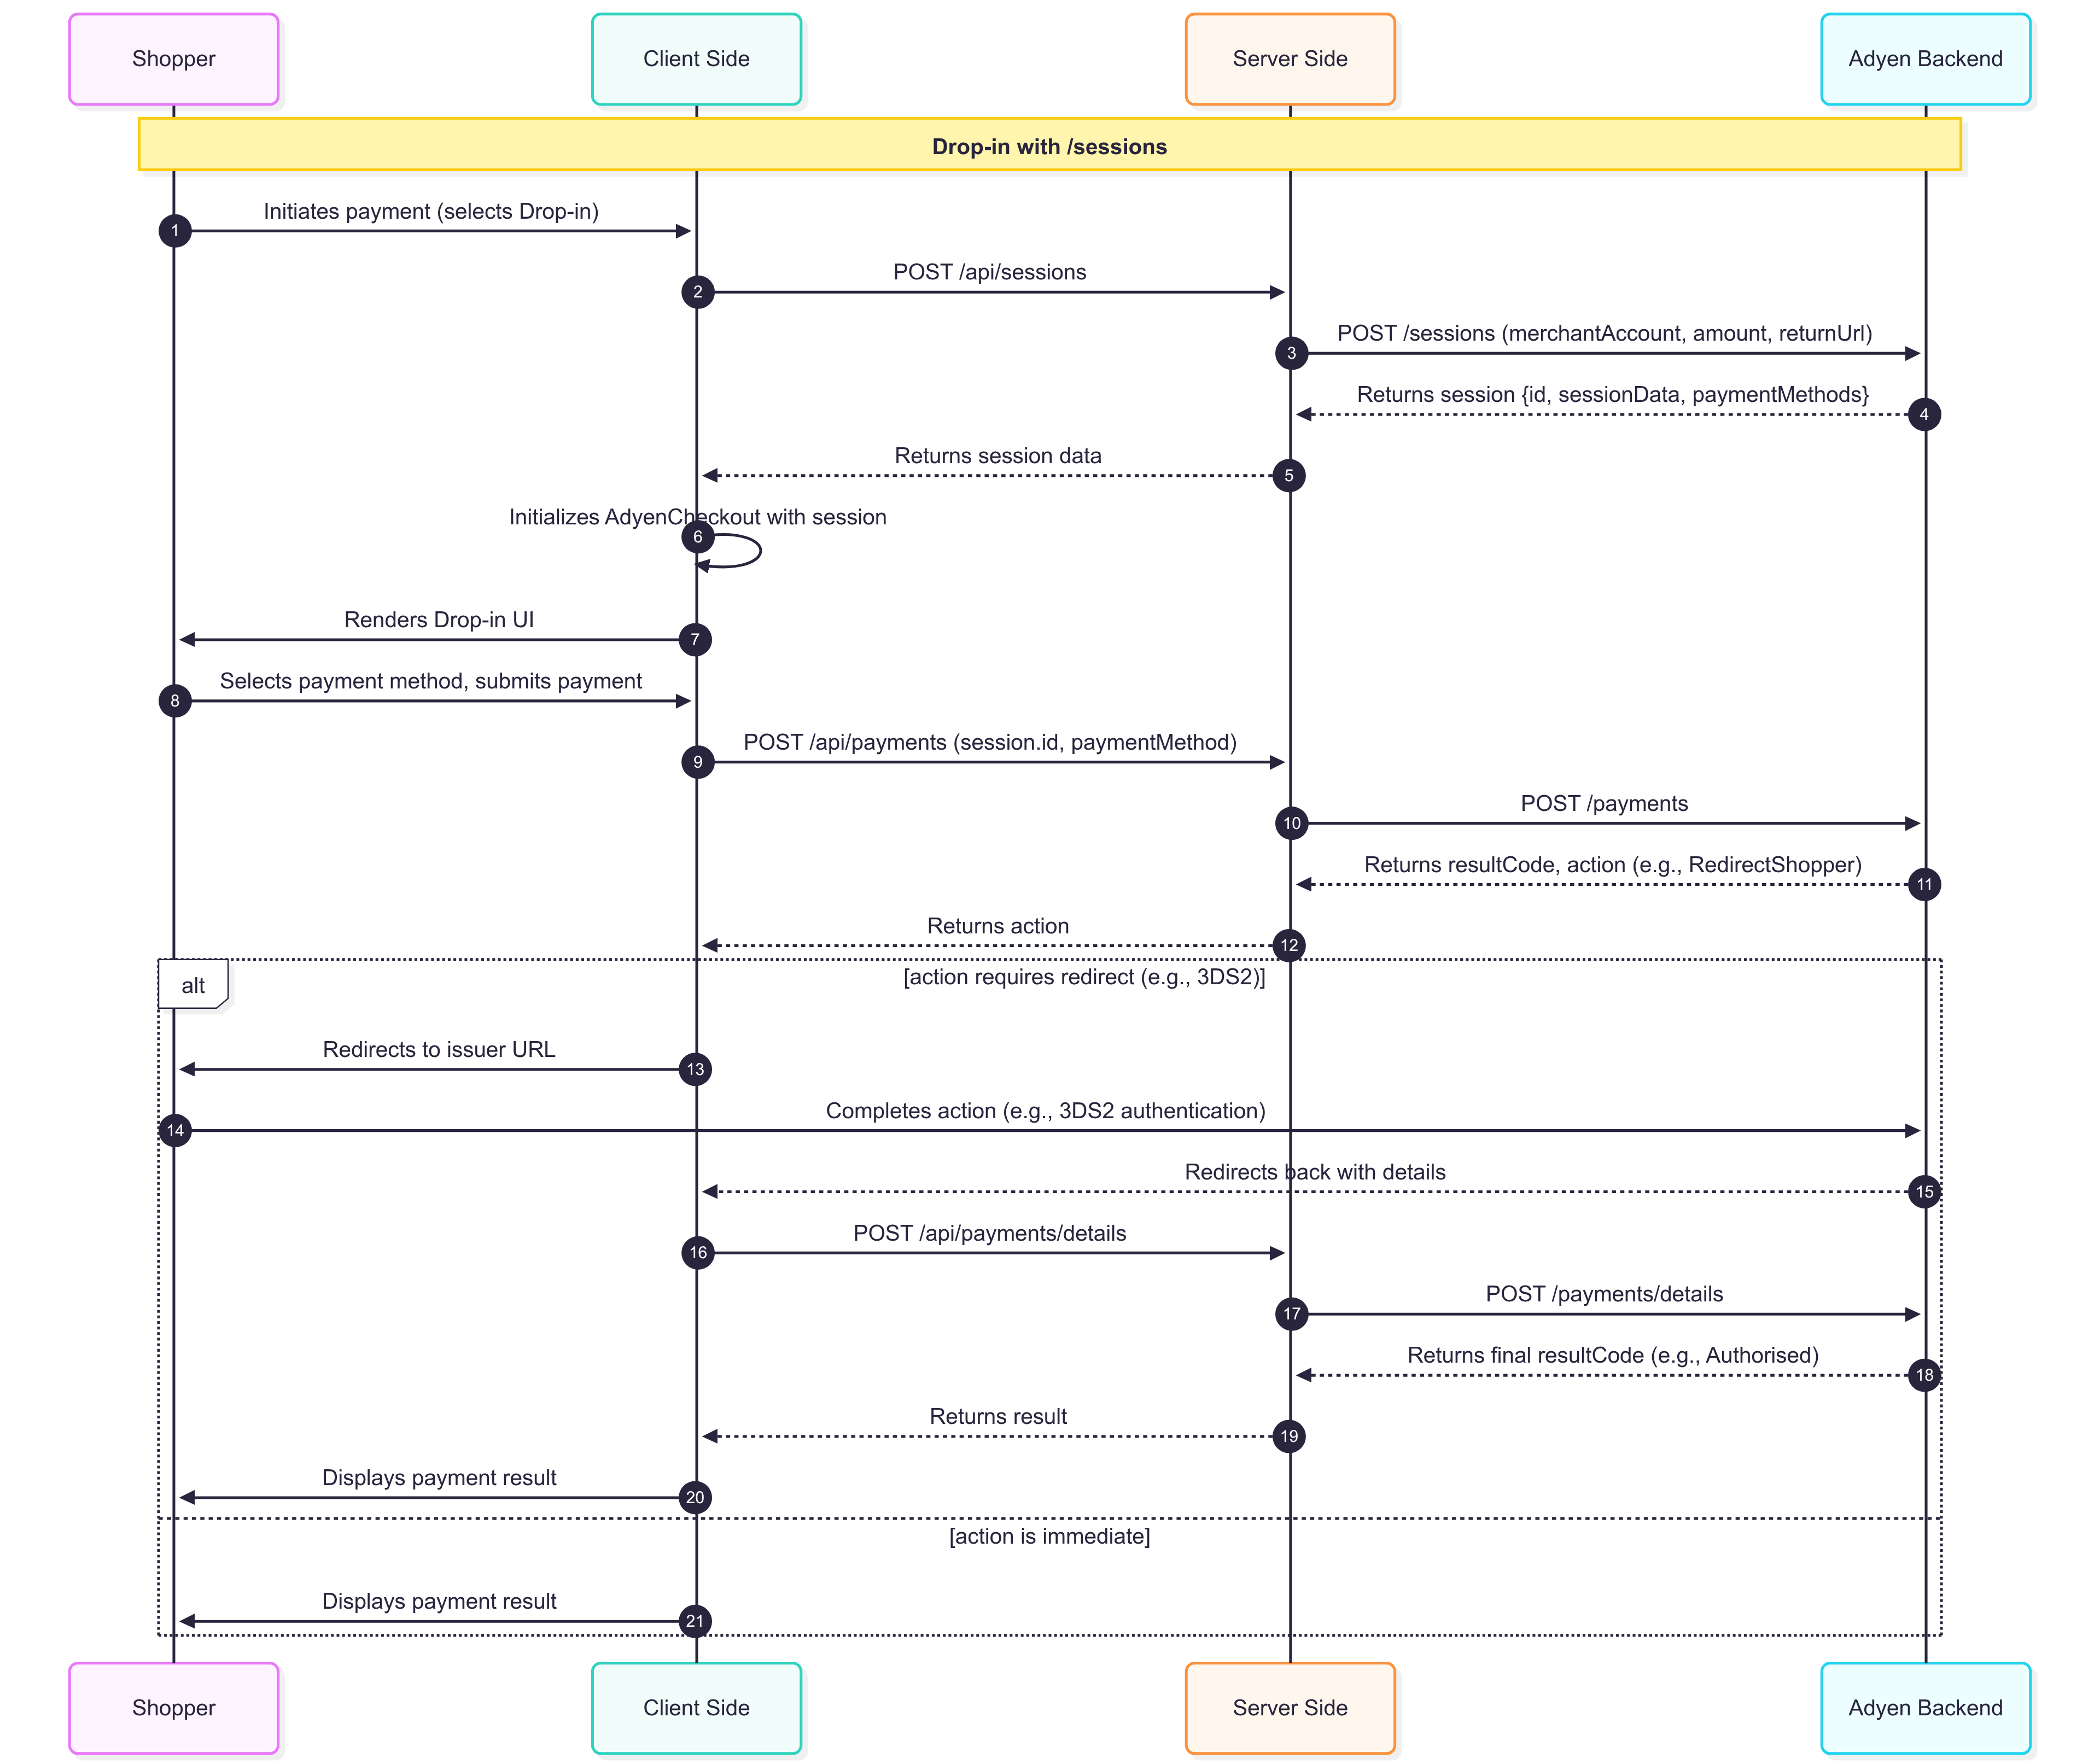 Shopper
Client Side
Server Side
Adyen Backend
Drop-in with /sessions
Initiates payment (selects Drop-in)
1
POST /api/sessions
2
POST /sessions (merchantAccount, amount, returnUrl)
3
Returns session {id, sessionData, paymentMethods}
4
Returns session data
5
Initializes AdyenCheckout with session
6
Renders Drop-in UI
7
Selects payment method, submits payment
8
POST /api/payments (session.id, paymentMethod)
9
POST /payments
10
Returns resultCode, action (e.g., RedirectShopper)
11
Returns action
12
alt
[action requires redirect (e.g., 3DS2)]
Redirects to issuer URL
13
Completes action (e.g., 3DS2 authentication)
14
Redirects back with details
15
POST /api/payments/details
16
POST /payments/details
17
Returns final resultCode (e.g., Authorised)
18
Returns result
19
Displays payment result
20
[action is immediate]
Displays payment result
21
Shopper
Client Side
Server Side
Adyen Backend